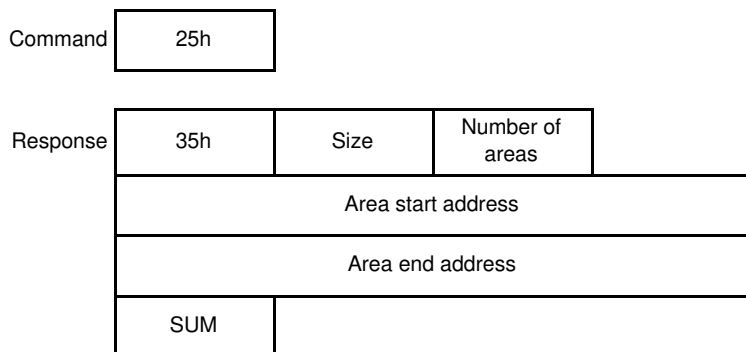 Command 25h
Response 35h Size Number of
areas
Area start address
Area end address
SUM